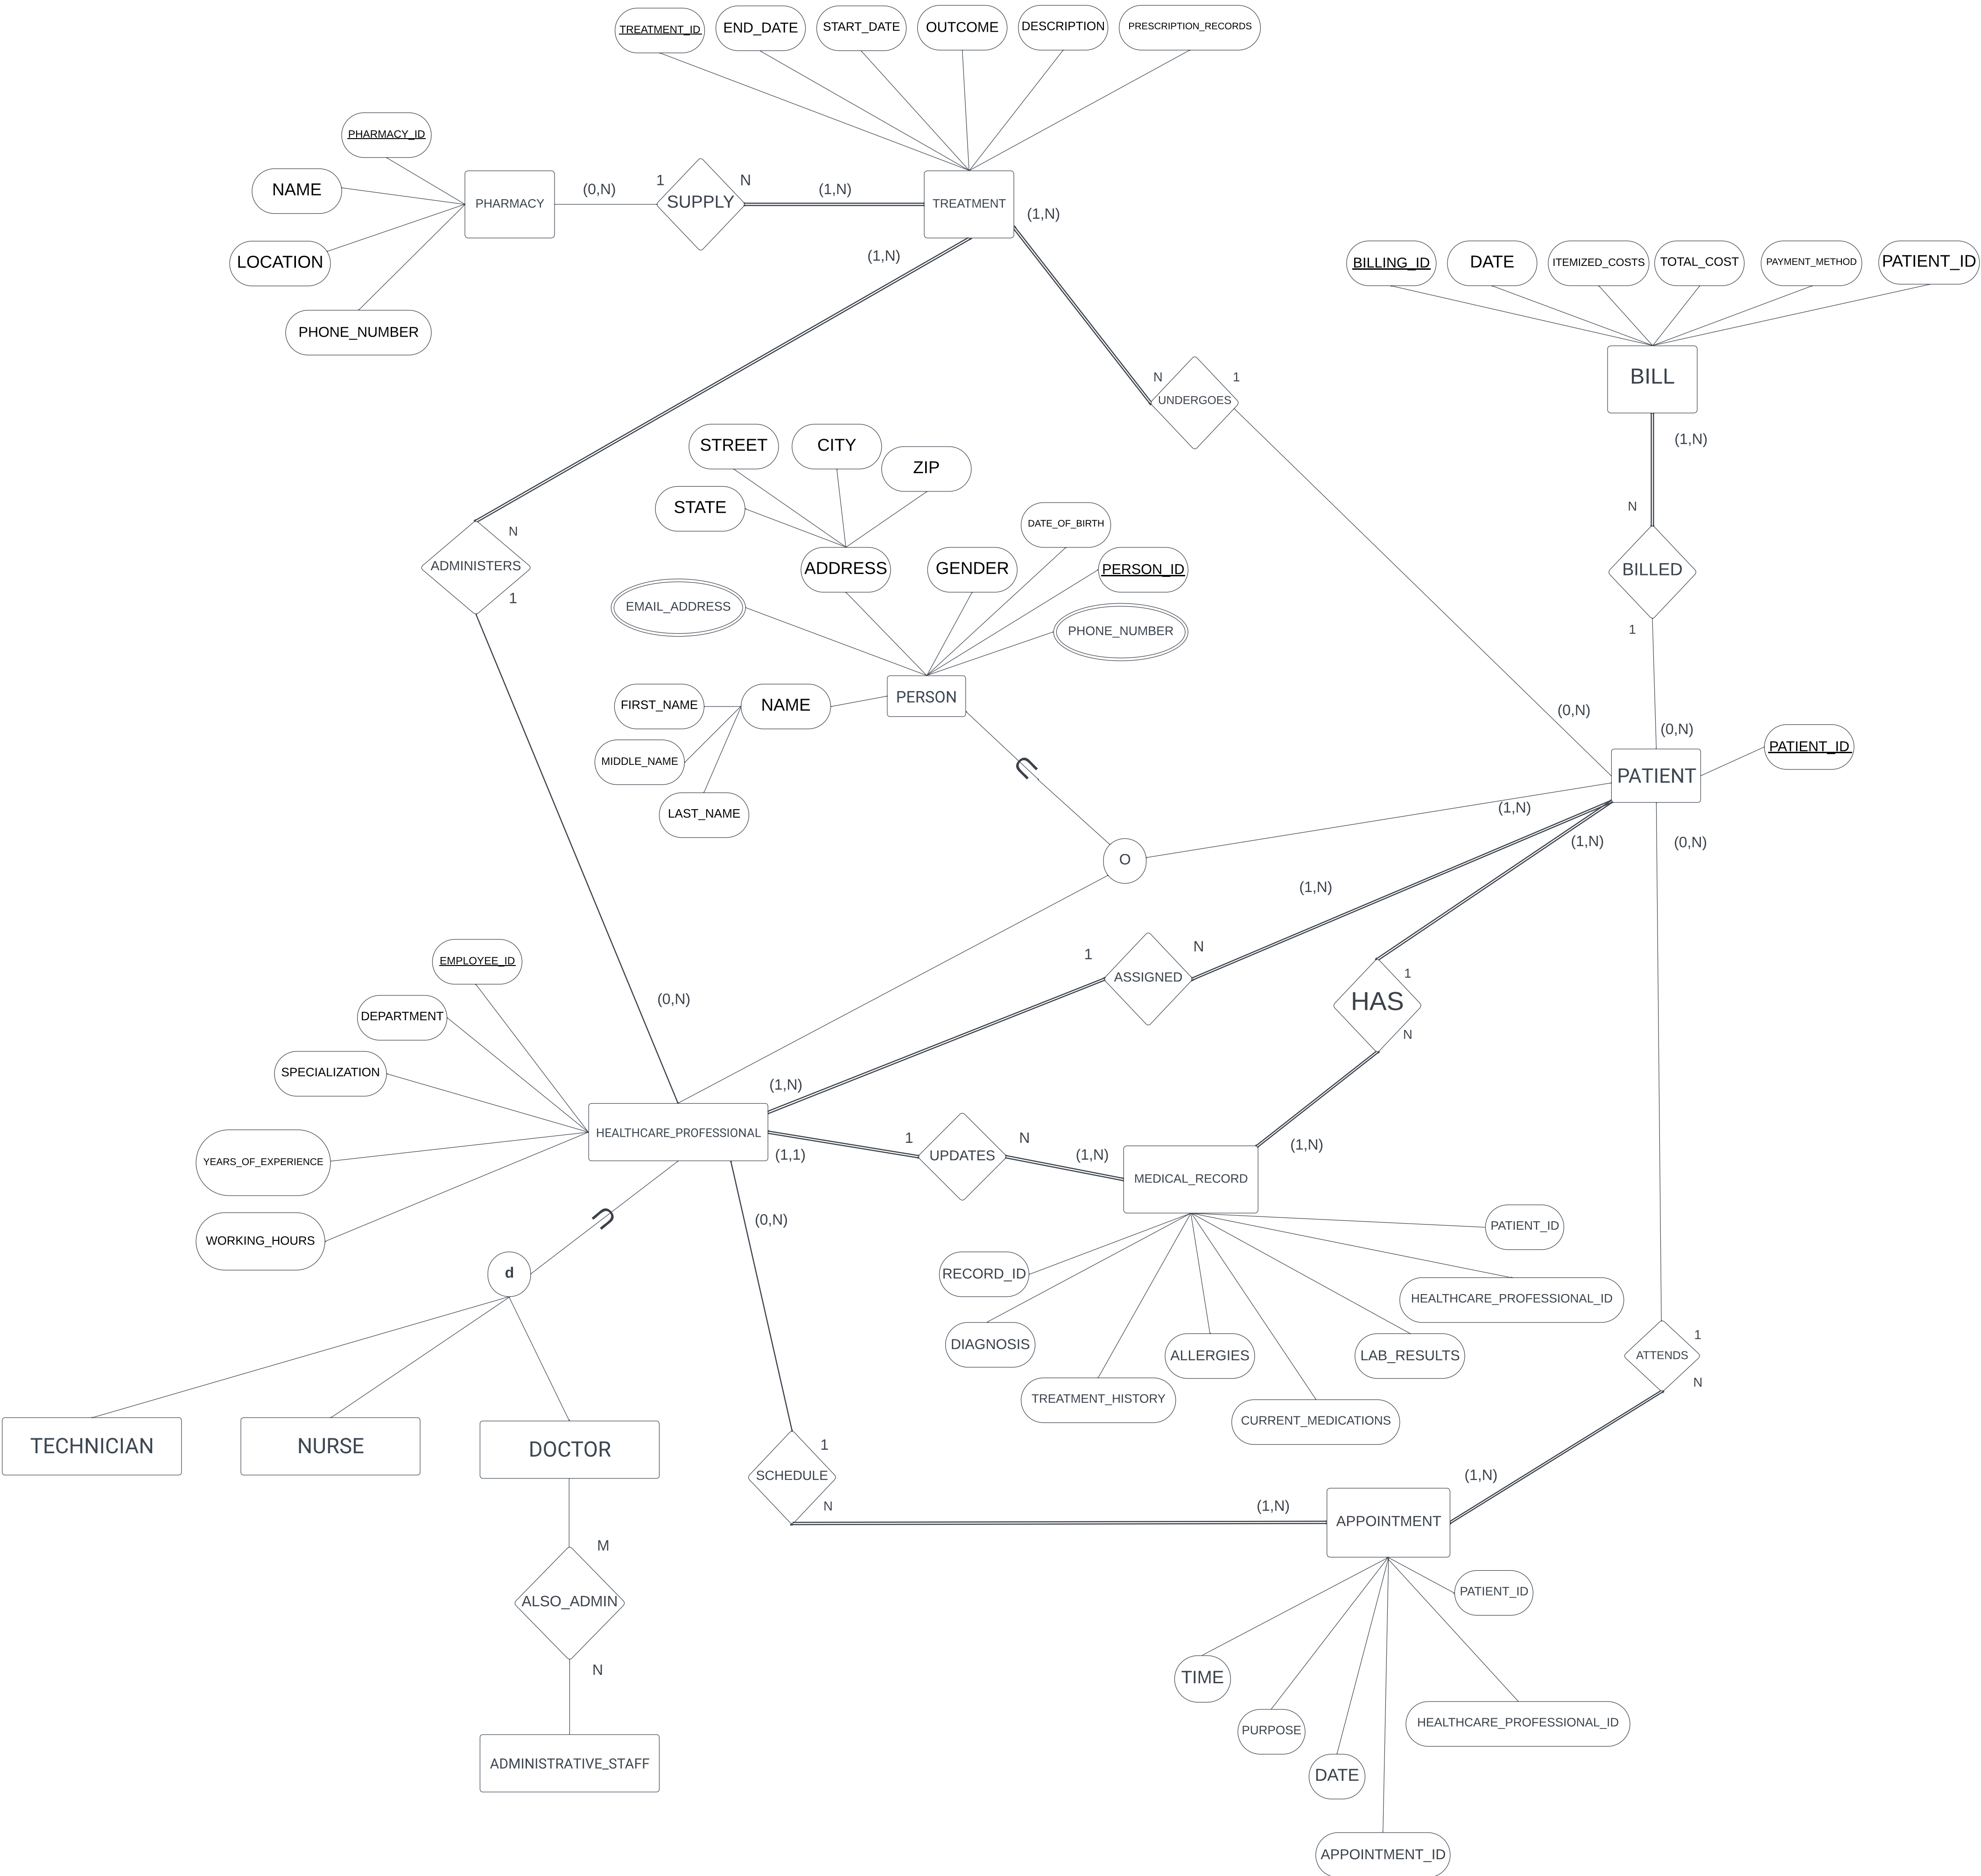 TREATMENT_ID
END_DATE
START_DATE
OUTCOME
DESCRIPTION
PRESCRIPTION_RECORDS
PHARMACY_ID
NAME
LOCATION
PHONE_NUMBER
PHARMACY
(0,N)
1
SUPPLY
N
(1,N)
TREATMENT
(1,N)
(1,N)
BILLING_ID
DATE
ITEMIZED_COSTS
TOTAL_COST
PAYMENT_METHOD
PATIENT_ID
BILL
(1,N)
N
BILLED
1
(0,N)
N
1
UNDERGOES
(0,N)
STREET
CITY
ZIP
STATE
ADDRESS
GENDER
DATE_OF_BIRTH
PERSON_ID
EMAIL_ADDRESS
PHONE_NUMBER
PERSON
NAME
FIRST_NAME
MIDDLE_NAME
LAST_NAME
N
ADMINISTERS
1
(0,N)
O
PATIENT
PATIENT_ID
(1,N)
(1,N)
(0,N)
(1,N)
1
N
ASSIGNED
1
HAS
N
(1,N)
EMPLOYEE_ID
DEPARTMENT
SPECIALIZATION
YEARS_OF_EXPERIENCE
WORKING_HOURS
HEALTHCARE_PROFESSIONAL
(1,N)
(1,1)
1
UPDATES
N
(1,N)
MEDICAL_RECORD
(0,N)
d
RECORD_ID
DIAGNOSIS
TREATMENT_HISTORY
ALLERGIES
CURRENT_MEDICATIONS
LAB_RESULTS
HEALTHCARE_PROFESSIONAL_ID
PATIENT_ID
1
ATTENDS
N
(1,N)
TECHNICIAN
NURSE
DOCTOR
1
SCHEDULE
N
(1,N)
APPOINTMENT
M
ALSO_ADMIN
N
ADMINISTRATIVE_STAFF
PATIENT_ID
TIME
PURPOSE
DATE
HEALTHCARE_PROFESSIONAL_ID
APPOINTMENT_ID